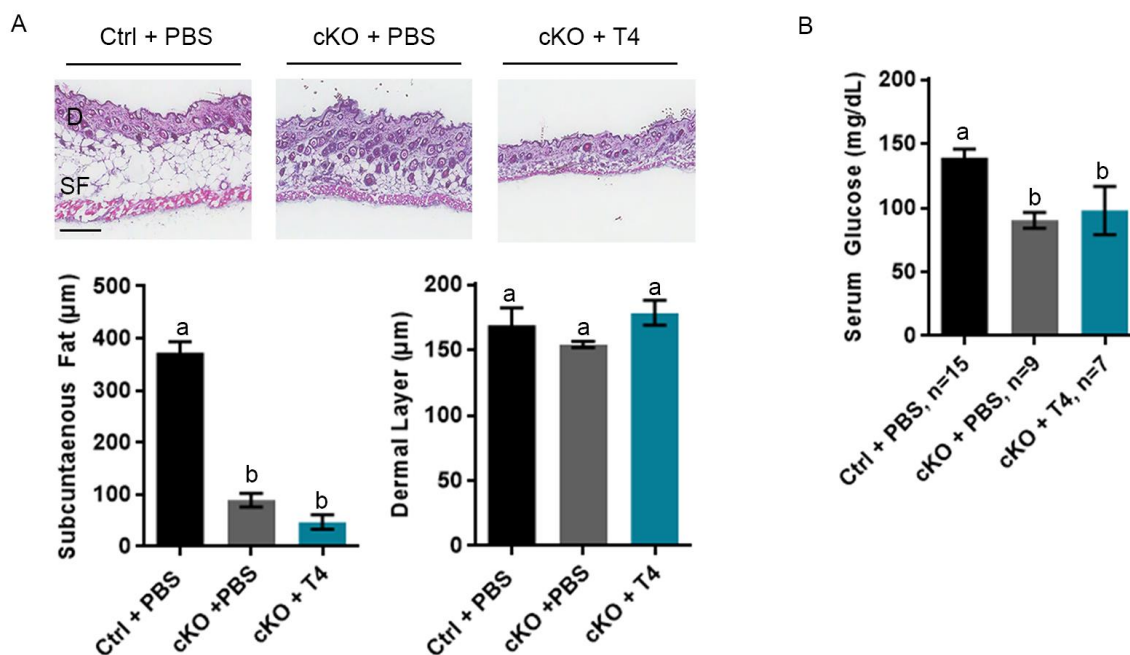 A
Ctrl + PBS
cKO + PBS
cKO + T4
D
SF
Subcuntaenous Fat (µm)
500
400
300
200
100
0
a
b
b
Ctrl + PBS
cKO +PBS
cKO + T4
Dermal Layer (µm)
200
150
100
50
0
a
a
a
Ctrl + PBS
cKO +PBS
cKO + T4
B
Serum Glucose (mg/dL)
200
150
100
50
0
a
b
b
Ctrl + PBS, n=15
cKO + PBS, n=9
cKO + T4, n=7